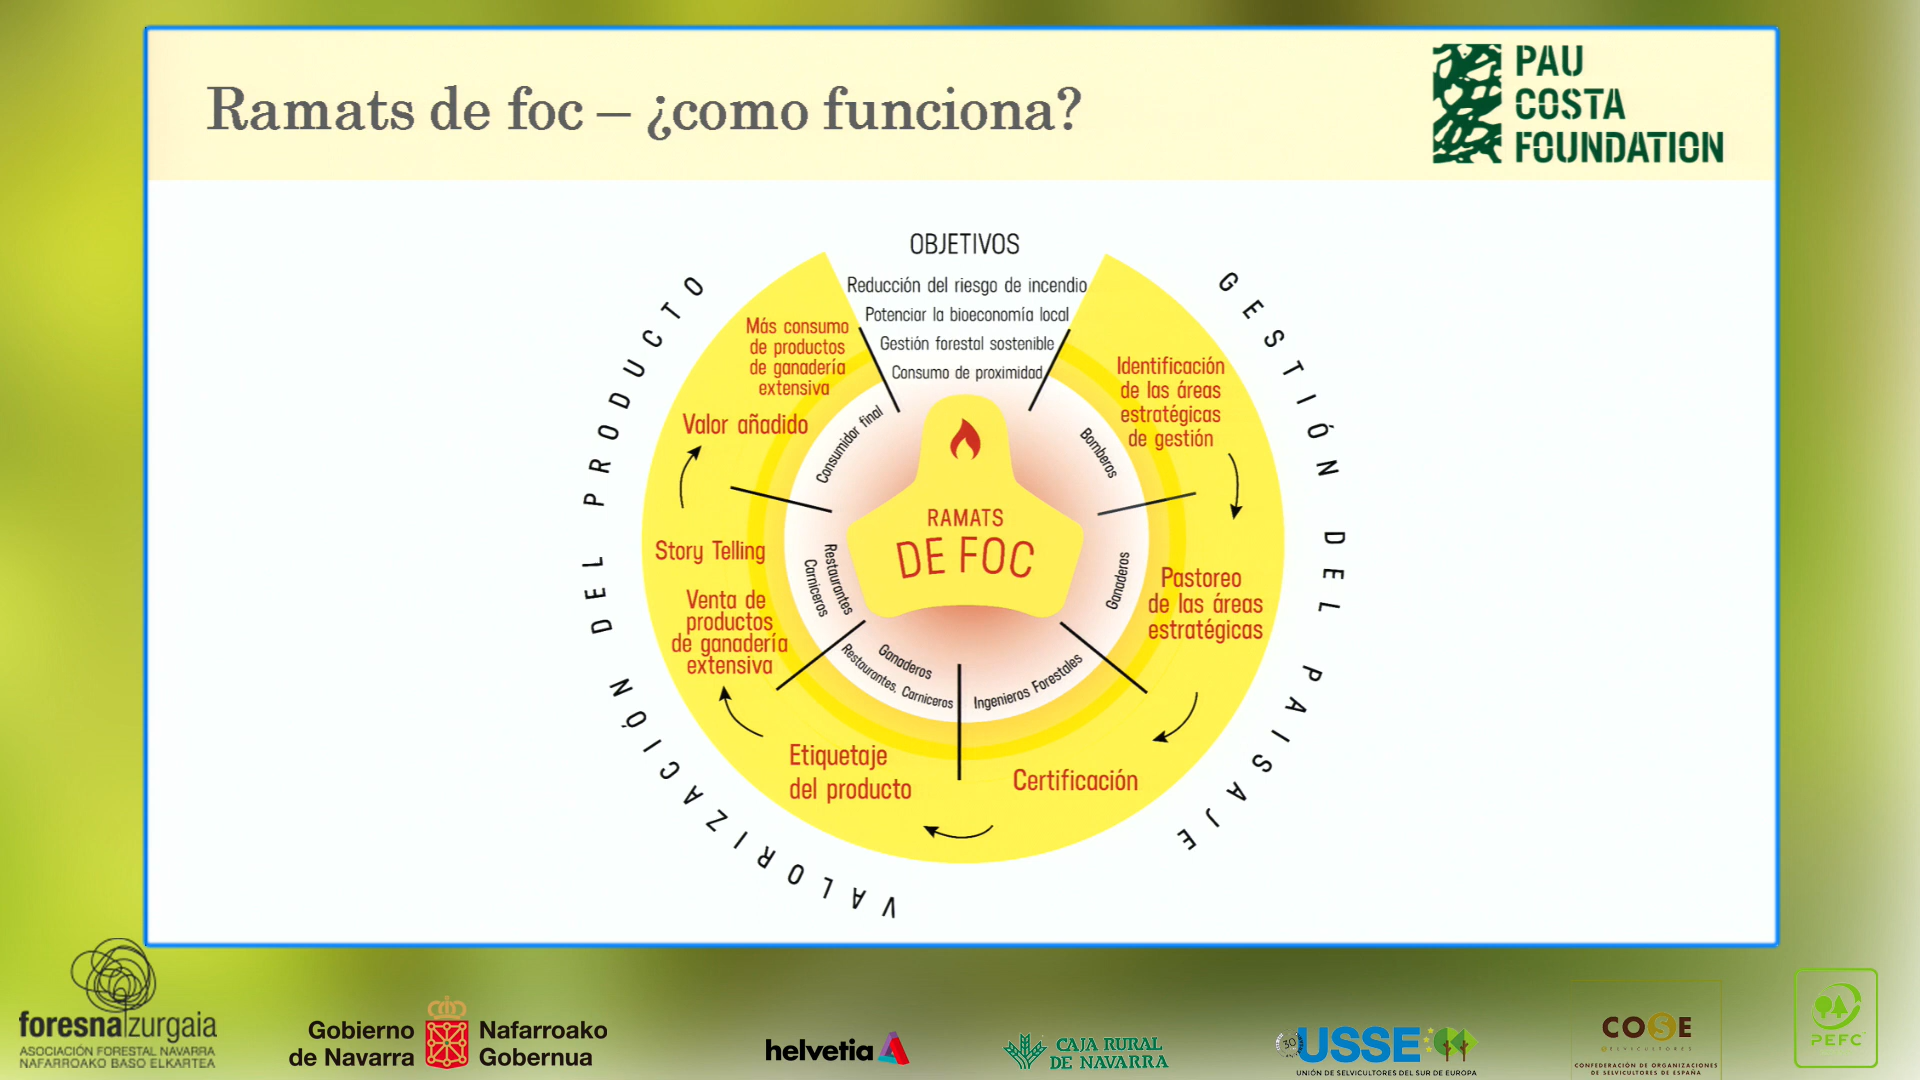 Ramats de foc – ¿como funciona?
PAU
COSTA
FOUNDATION
OBJETIVOS
Reducción del riesgo de incendio
Potenciar la bioeconomía local
Gestión forestal sostenible
Consumo de proximidad
GESTIÓN DEL PAISAJE
Identificación
de las áreas
estratégicas
de gestión
Bomberos
Pastoreo
de las áreas
estratégicas
Ganaderos
Certificación
Ingenieros Forestales
VALORIZACIÓN DEL PRODUCTO
Etiquetaje
del producto
Ganaderos
Restaurantes, Carniceros
Story Telling
Venta de
productos
de ganadería
extensiva
Restaurantes
Carniceros
Más consumo
de productos
de ganadería
extensiva
Valor añadido
Consumidor final
RAMATS
DE FOC
foresna zurgaia
ASOCIACIÓN FORESTAL NAVARRA
NAFARROAKO BASO ELKARTEA
Gobierno
de Navarra
Nafarroako
Gobernua
helvetia
CAJA RURAL
DE NAVARRA
30
USSE
UNIÓN DE SELVICULTORES DEL SUR DE EUROPA
COSE
SELVICULTORES
CONFEDERACIÓN DE ORGANIZACIONES
DE SELVICULTORES DE ESPAÑA
PEFC